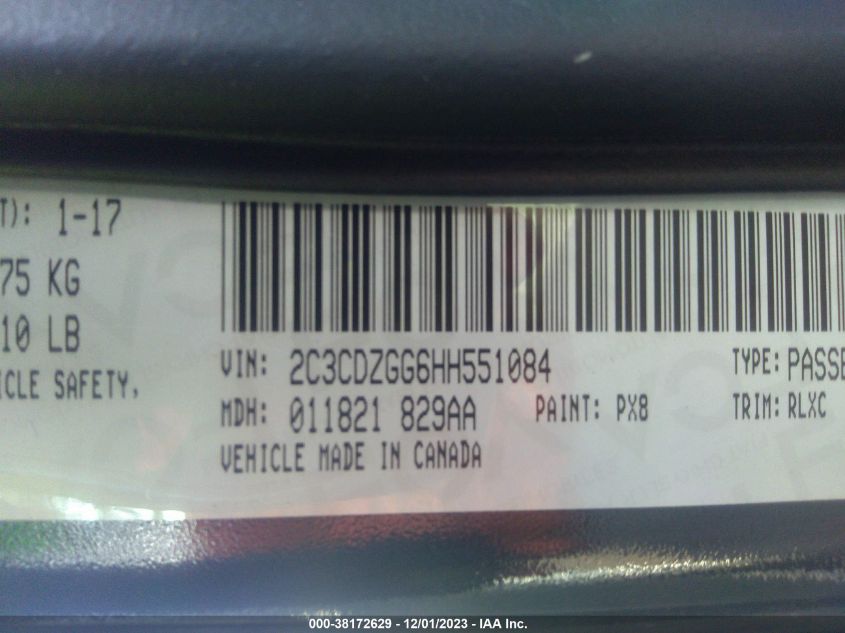 T): 1-17
75 KG
10 LB
ICLE SAFETY,
VIN: 2C3CDZGG6HH551084 TYPE: PASSE
MDH: 011821 829AA PAINT: PX8 TRIM: RLXC
VEHICLE MADE IN CANADA
000-38172629 - 12/01/2023 - IAA Inc.